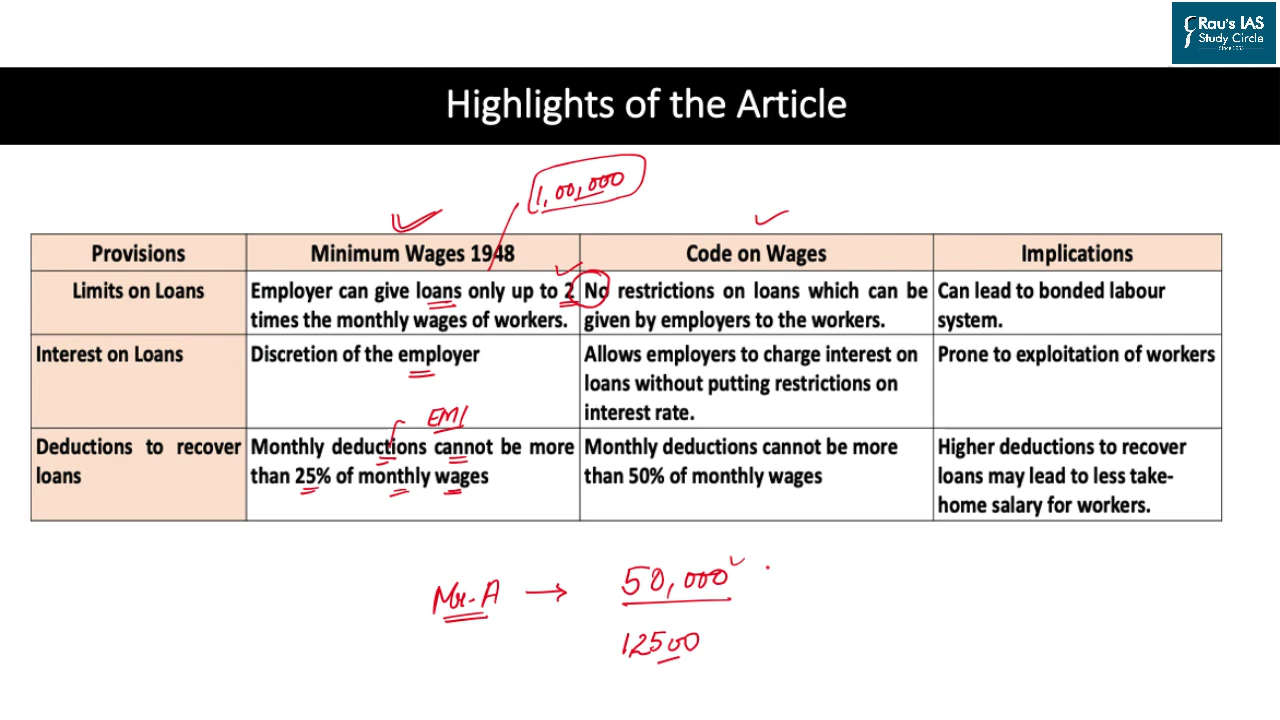 Rau's IAS
Study Circle
Highlights of the Article
1,00,000
Provisions
Minimum Wages 1948
Code on Wages
Implications
Limits on Loans
Employer can give loans only up to 2
times the monthly wages of workers.
No restrictions on loans which can be
given by employers to the workers.
Can lead to bonded labour
system.
Interest on Loans
Discretion of the employer
Allows employers to charge interest on
loans without putting restrictions on
interest rate.
Prone to exploitation of workers
EMI
Deductions to recover
loans
Monthly deductions cannot be more
than 25% of monthly wages
Monthly deductions cannot be more
than 50% of monthly wages
Higher deductions to recover
loans may lead to less take-
home salary for workers.
Mr. A → 50,000
12500